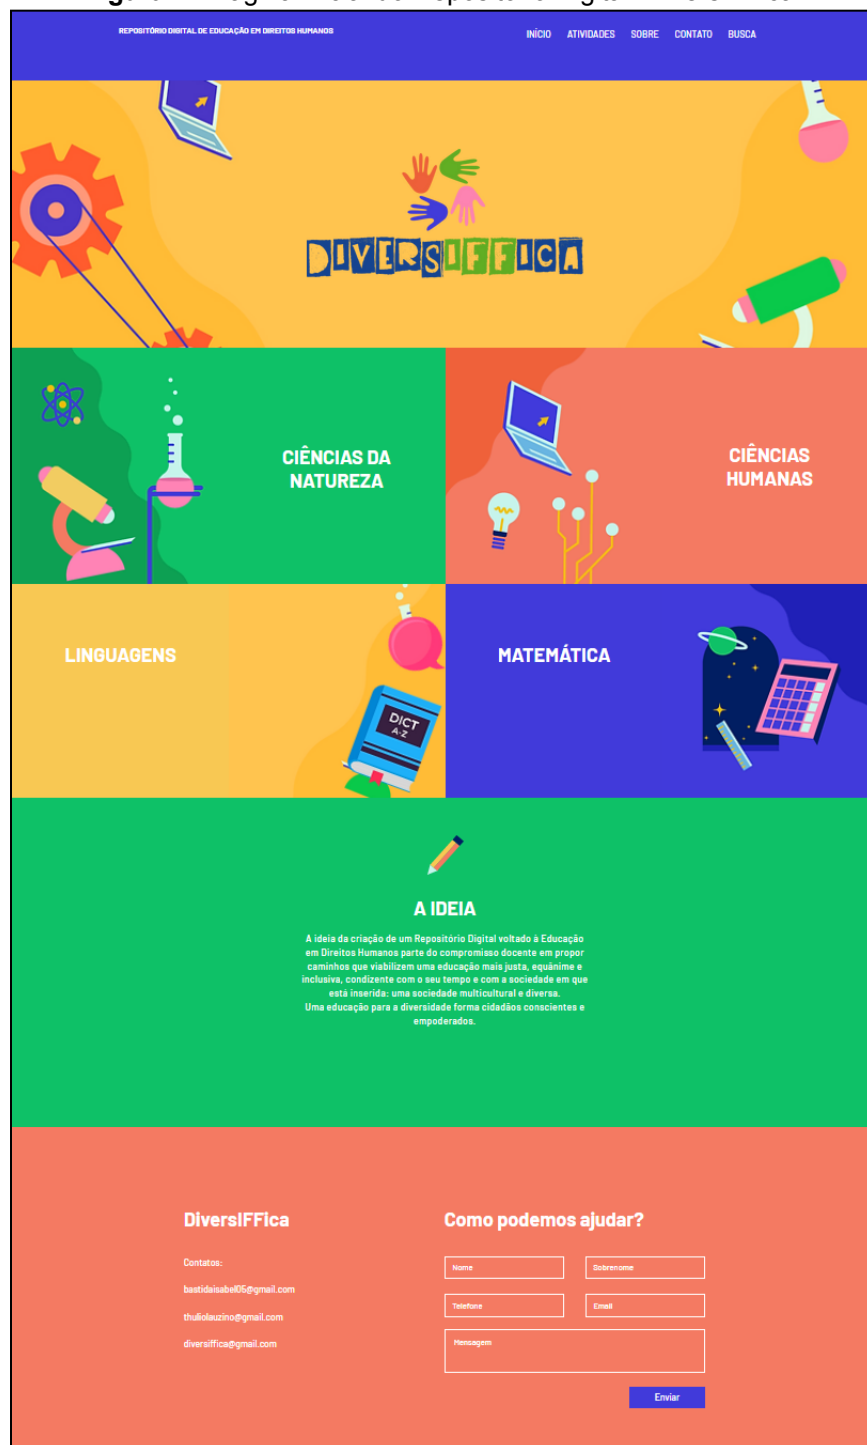 REPOSITÓRIO DIGITAL DE EDUCAÇÃO EM DIREITOS HUMANOS
INÍCIO ATIVIDADES SOBRE CONTATO BUSCA
DIVERSIFFICA
CIÊNCIAS DA
NATUREZA
CIÊNCIAS
HUMANAS
LINGUAGENS
DICT
A-Z
MATEMÁTICA
A IDEIA
A ideia da criação de um Repositório Digital voltado à Educação
em Direitos Humanos parte do compromisso docente em propor
caminhos que viabilizem uma educação mais justa, equânime e
inclusiva, condizente com o seu tempo e com a sociedade em que
está inserida: uma sociedade multicultural e diversa.
Uma educação para a diversidade forma cidadãos conscientes e
empoderados.
DiversIFFica
Contatos:
bastidaisabel05@gmail.com
thuliolauzino@gmail.com
diversiffica@gmail.com
Como podemos ajudar?
Nome
Sobrenome
Telefone
Email
Mensagem
Enviar